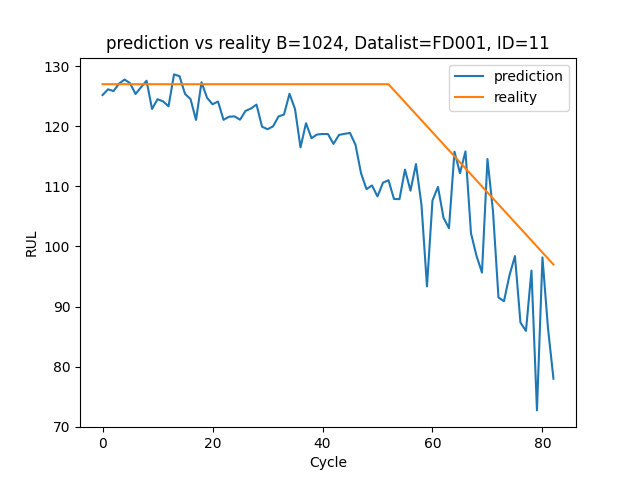 prediction vs reality B=1024, Datalist=FD001, ID=11
prediction
reality
RUL
130
120
110
100
90
80
70
0 20 40 60 80
Cycle